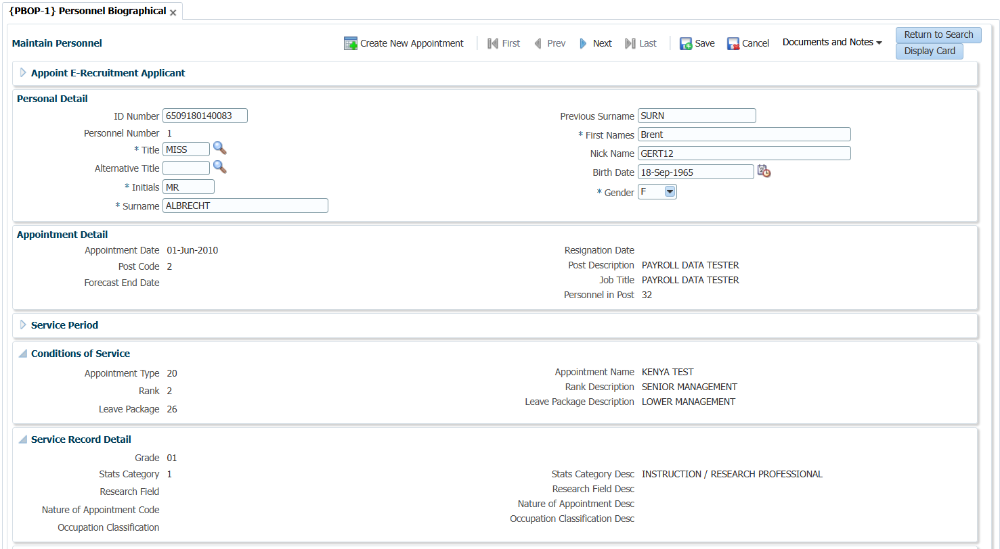 {PBOP-1} Personnel Biographical
Maintain Personnel
Create New Appointment First Prev Next Last Save Cancel Documents and Notes Return to Search
Display Card
Appoint E-Recruitment Applicant
Personal Detail
ID Number 6509180140083
Personnel Number 1
* Title MISS
Alternative Title
* Initials MR
* Surname ALBRECHT
Previous Surname SURN
* First Names Brent
Nick Name GERT12
Birth Date 18-Sep-1965
* Gender F
Appointment Detail
Appointment Date 01-Jun-2010
Post Code 2
Forecast End Date
Resignation Date
Post Description PAYROLL DATA TESTER
Job Title PAYROLL DATA TESTER
Personnel in Post 32
Service Period
Conditions of Service
Appointment Type 20
Rank 2
Leave Package 26
Appointment Name KENYA TEST
Rank Description SENIOR MANAGEMENT
Leave Package Description LOWER MANAGEMENT
Service Record Detail
Grade 01
Stats Category 1
Research Field
Nature of Appointment Code
Occupation Classification
Stats Category Desc INSTRUCTION / RESEARCH PROFESSIONAL
Research Field Desc
Nature of Appointment Desc
Occupation Classification Desc